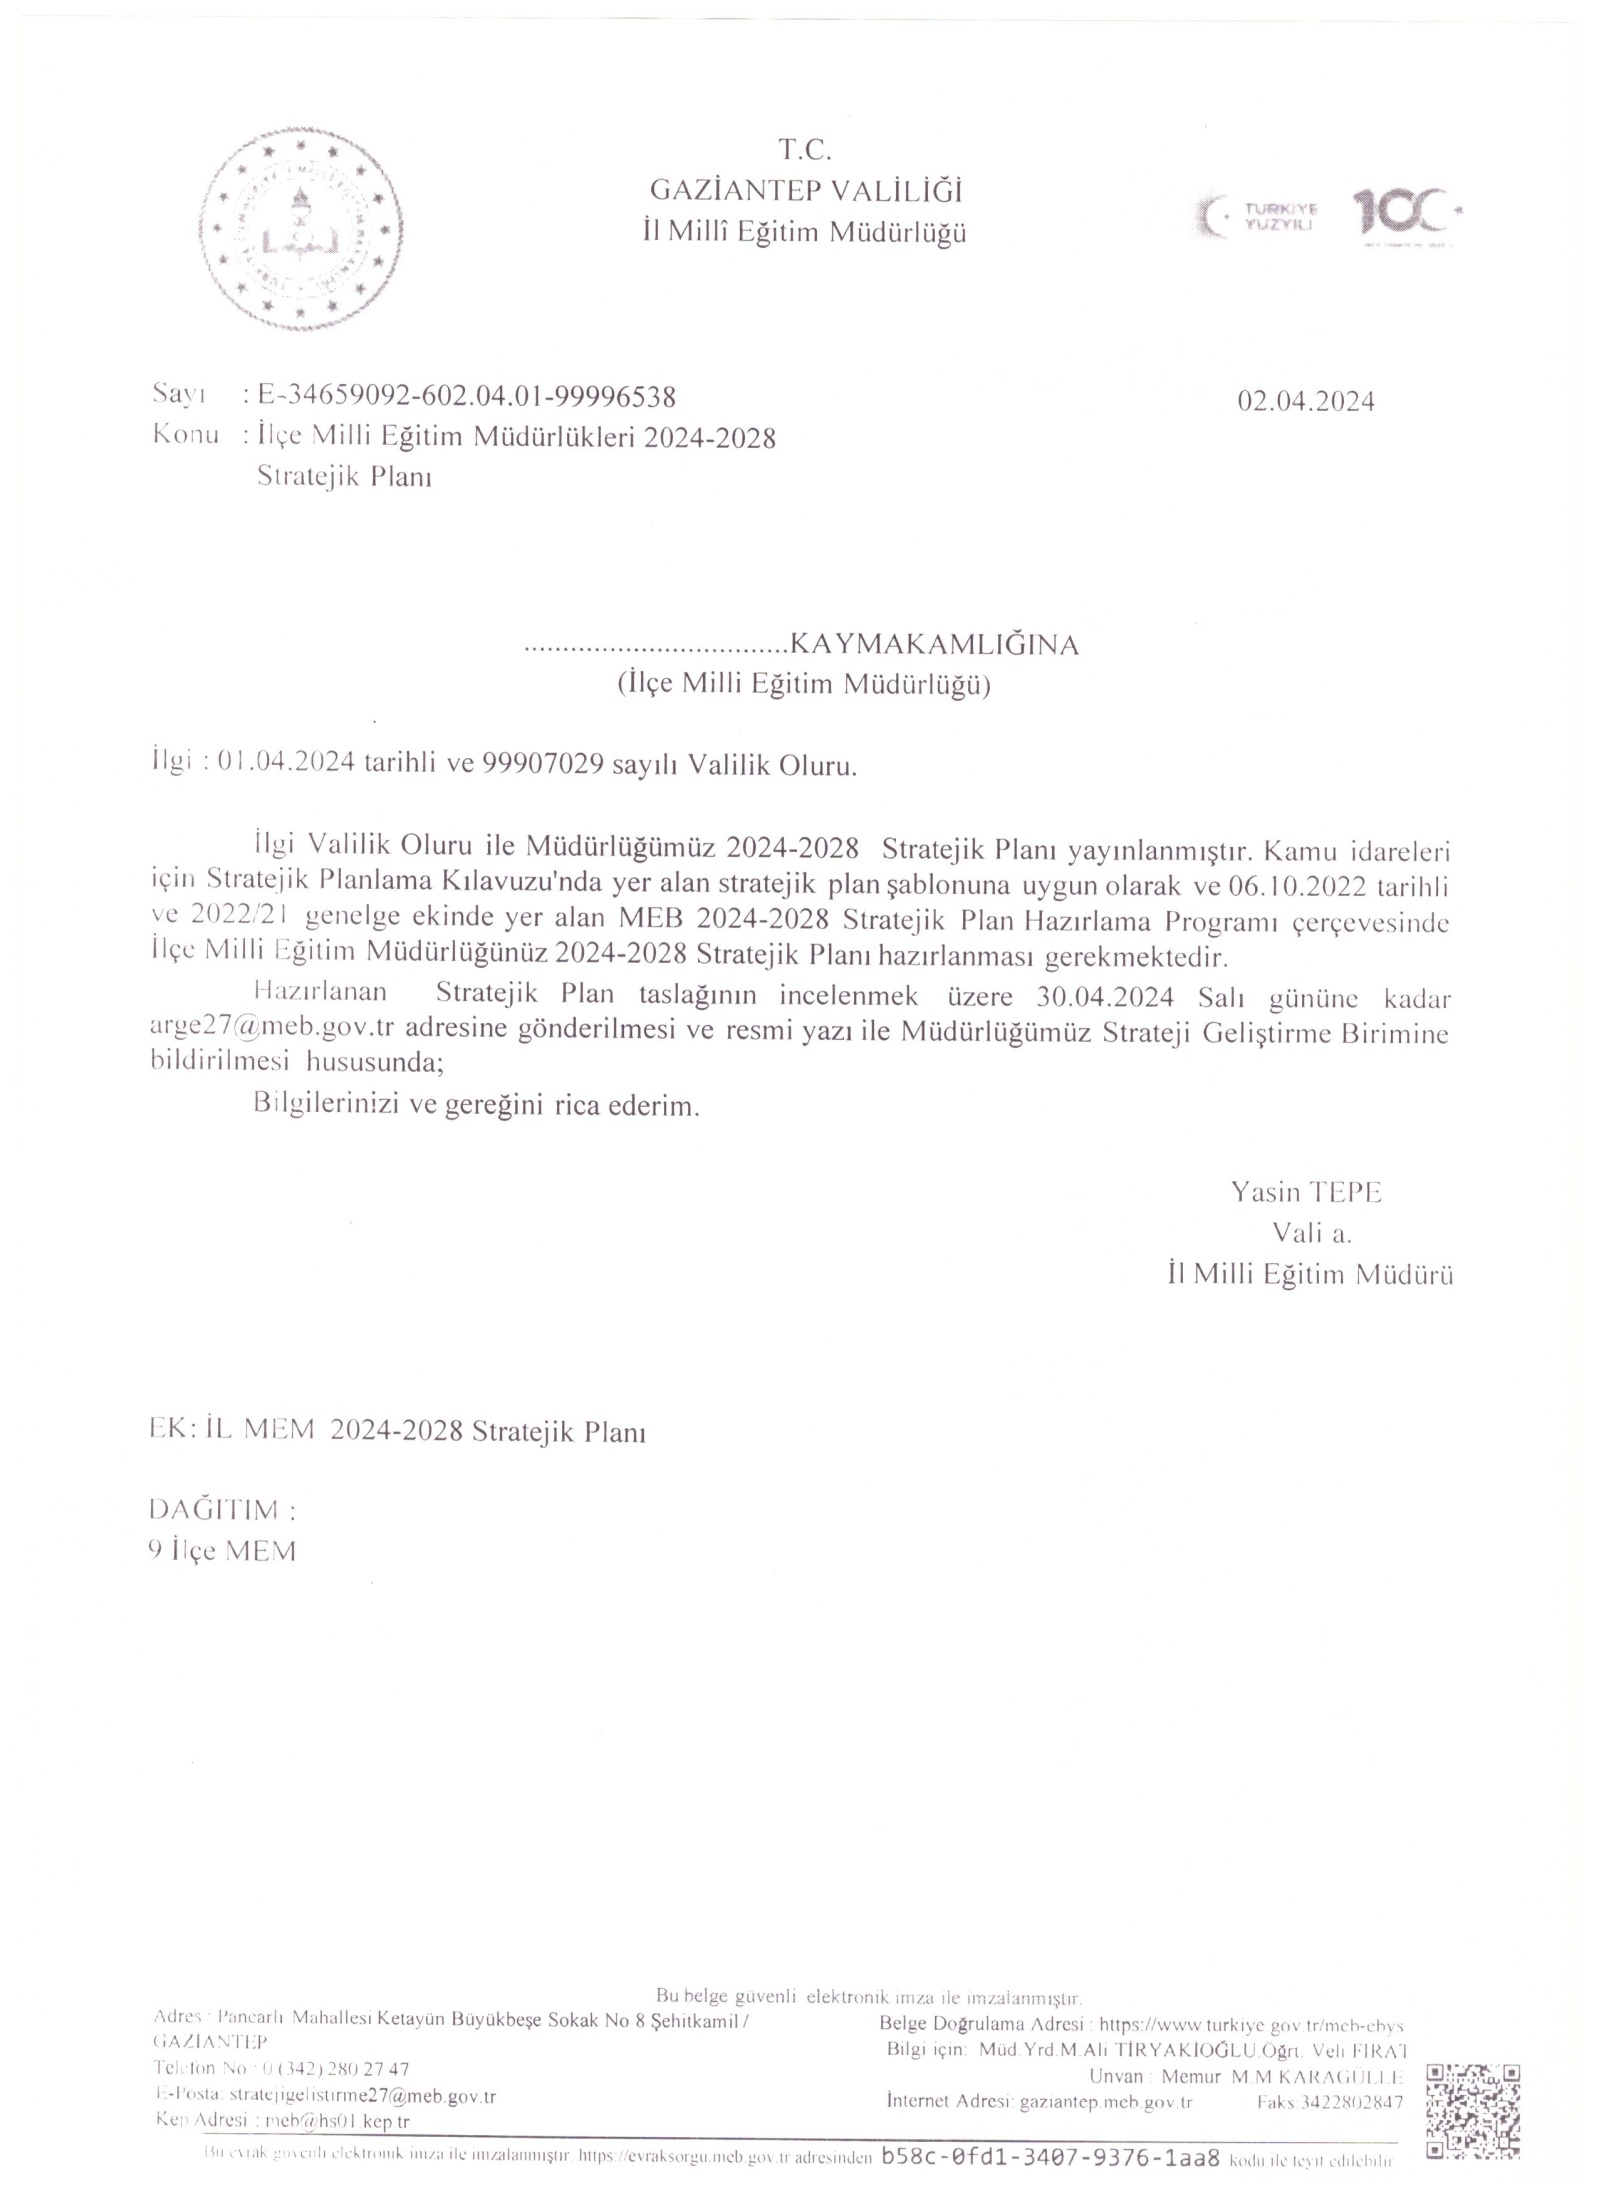 T.C.
GAZİANTEP VALİLİĞİ
İl Millî Eğitim Müdürlüğü
TÜRKİYE
YÜZYILI
100
Sayı : E-34659092-602.04.01-99996538
02.04.2024
Konu : İlçe Milli Eğitim Müdürlükleri 2024-2028
Stratejik Planı
...................................KAYMAKAMLIĞINA
(İlçe Milli Eğitim Müdürlüğü)
İlgi : 01.04.2024 tarihli ve 99907029 sayılı Valilik Oluru.
İlgi Valilik Oluru ile Müdürlüğümüz 2024-2028 Stratejik Planı yayınlanmıştır. Kamu idareleri
için Stratejik Planlama Kılavuzu'nda yer alan stratejik plan şablonuna uygun olarak ve 06.10.2022 tarihli
ve 2022/21 genelge ekinde yer alan MEB 2024-2028 Stratejik Plan Hazırlama Programı çerçevesinde
İlçe Milli Eğitim Müdürlüğünüz 2024-2028 Stratejik Planı hazırlanması gerekmektedir.
Hazırlanan Stratejik Plan taslağının incelenmek üzere 30.04.2024 Salı gününe kadar
arge27@meb.gov.tr adresine gönderilmesi ve resmi yazı ile Müdürlüğümüz Strateji Geliştirme Birimine
bildirilmesi hususunda;
Bilgilerinizi ve gereğini rica ederim.
Yasin TEPE
Vali a.
İl Milli Eğitim Müdürü
EK: İL MEM 2024-2028 Stratejik Planı
DAĞITIM :
9 İlçe MEM
Bu belge güvenli elektronik imza ile imzalanmıştır.
Adres : Pancarlı Mahallesi Ketayün Büyükbeşe Sokak No 8 Şehitkamil /
GAZİANTEP
Telefon No : 0 (342) 280 27 47
E-Posta: stratejigelistirme27@meb.gov.tr
Kep Adresi : meb@hs01.kep.tr
Belge Doğrulama Adresi : https://www.turkiye.gov.tr/meb-ebys
Bilgi için: Müd.Yrd.M.Ali TİRYAKİOĞLU.Öğrt. Veli FIRAT
Unvan : Memur M.M.KARAGÜLLE
İnternet Adresi: gaziantep.meb.gov.tr Faks:3422802847
Bu evrak güvenli elektronik imza ile imzalanmıştır. https://evraksorgu.meb.gov.tr adresinden b58c-0fd1-3407-9376-1aa8 kodu ile teyit edilebilir.